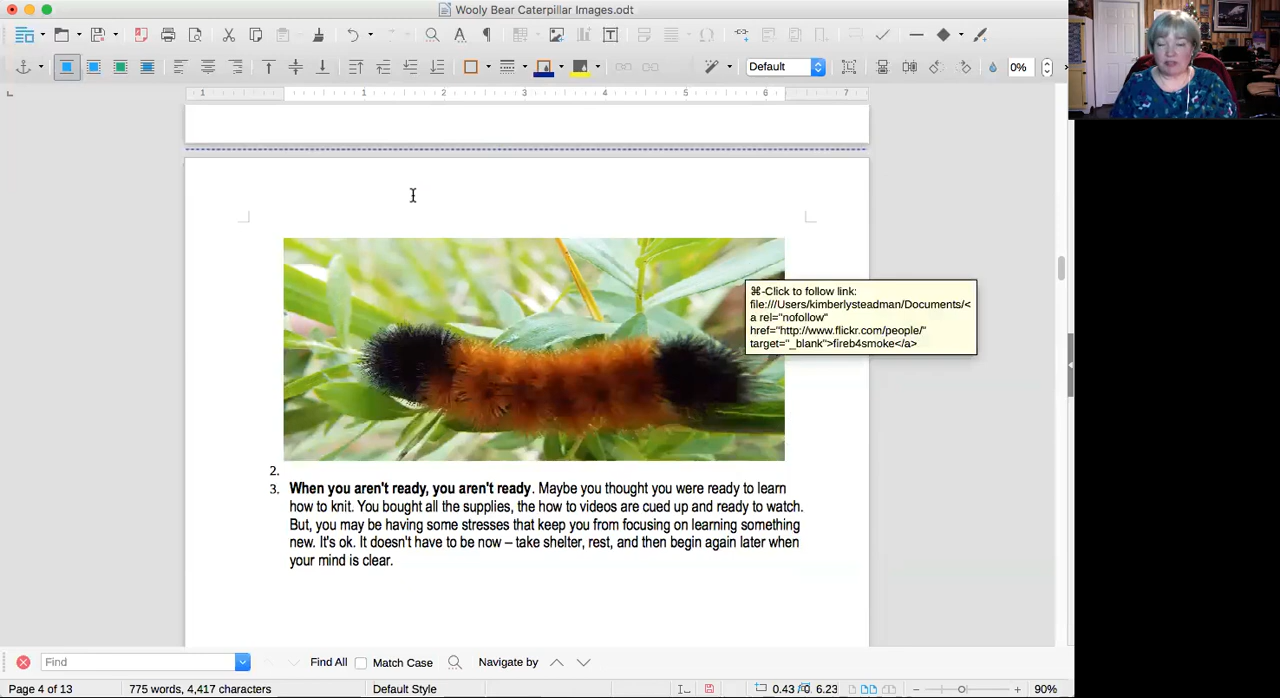 Wooly Bear Caterpillar Images.odt
Default
0%
1 1 2 3 4 5 6 7
⌘-Click to follow link:
file:///Users/kimberlysteadman/Documents/<
a rel="nofollow"
href="http://www.flickr.com/people/"
target="_blank">fireb4smoke</a>
2.
3. When you aren't ready, you aren't ready. Maybe you thought you were ready to learn
how to knit. You bought all the supplies, the how to videos are cued up and ready to watch.
But, you may be having some stresses that keep you from focusing on learning something
new. It's ok. It doesn't have to be now – take shelter, rest, and then begin again later when
your mind is clear.
Find Find All Match Case Navigate by
Page 4 of 13 775 words, 4,417 characters Default Style 0.43 / 6.23 90%